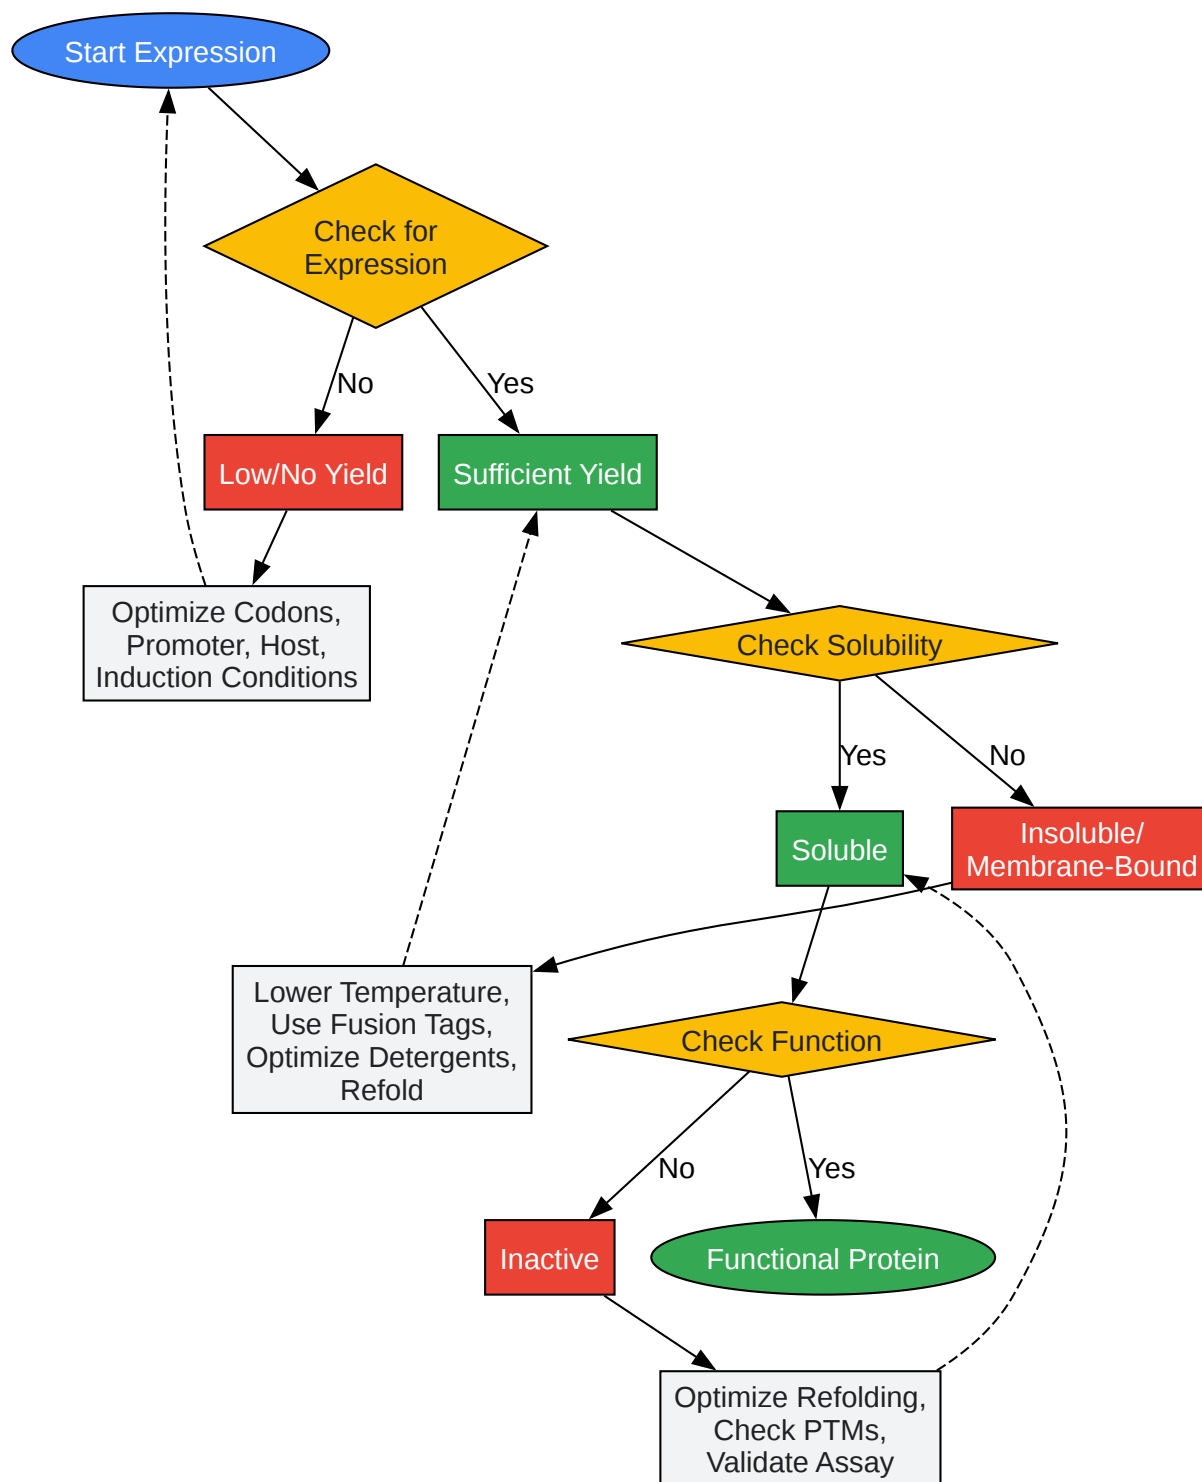 Start Expression
Check for
Expression
No
Yes
Low/No Yield
Sufficient Yield
Optimize Codons,
Promoter, Host,
Induction Conditions
Check Solubility
Yes
No
Soluble
Insoluble/
Membrane-Bound
Lower Temperature,
Use Fusion Tags,
Optimize Detergents,
Refold
Check Function
No
Yes
Inactive
Functional Protein
Optimize Refolding,
Check PTMs,
Validate Assay